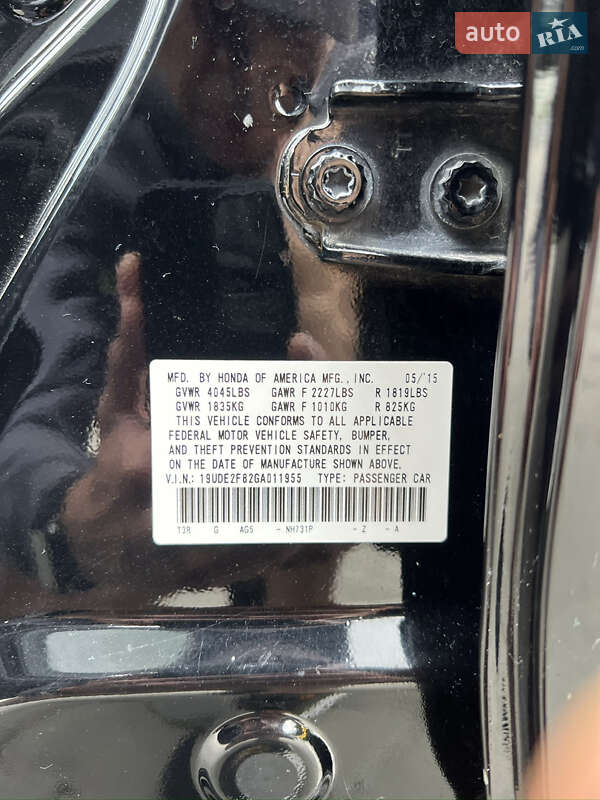 auto RIA .com
MFD. BY HONDA OF AMERICA MFG., INC. 05/'15
GVWR 4045LBS GAWR F 2227LBS R 1819LBS
GVWR 1835KG GAWR F 1010KG R 825KG
THIS VEHICLE CONFORMS TO ALL APPLICABLE
FEDERAL MOTOR VEHICLE SAFETY, BUMPER,
AND THEFT PREVENTION STANDARDS IN EFFECT
ON THE DATE OF MANUFACTURE SHOWN ABOVE.
V.I.N.: 19UDE2F82GA011955 TYPE: PASSENGER CAR
T3R G AGS - NH731P - Z - A